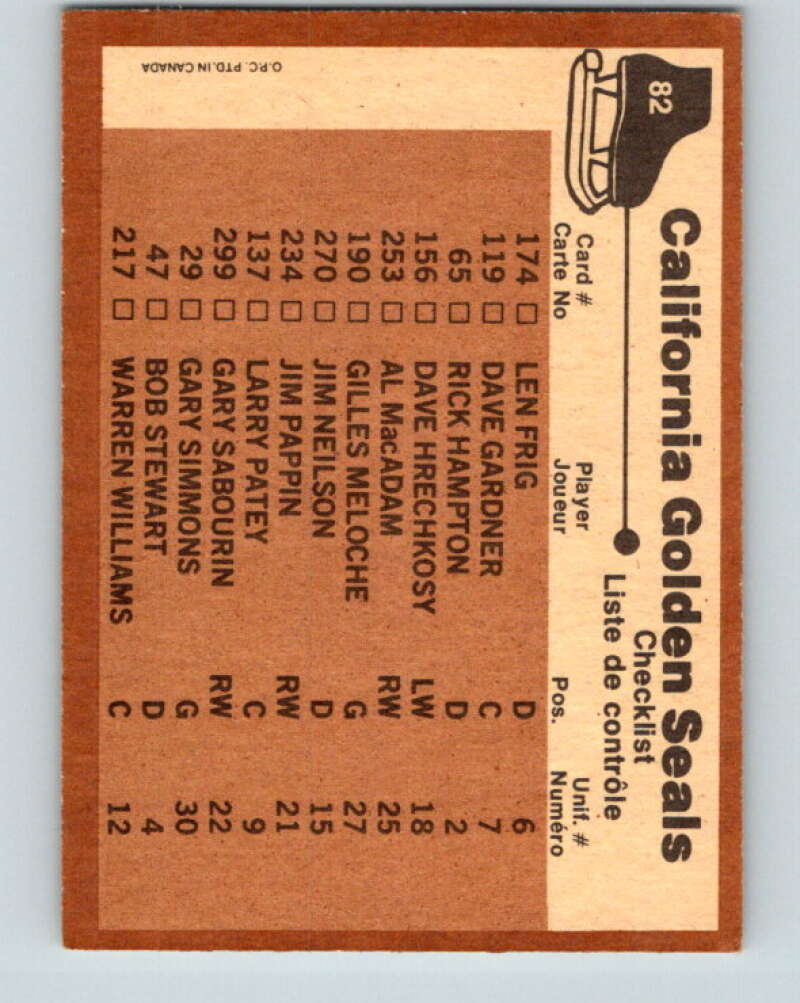 82
California Golden Seals
Checklist
Liste de contrôle
Card # Player Pos. Unif. #
Carte No Joueur Numéro
174 □ LEN FRIG D 6
119 □ DAVE GARDNER C 7
65 □ RICK HAMPTON D 2
156 □ DAVE HRECHKOSY LW 18
253 □ AL MacADAM RW 25
190 □ GILLES MELOCHE G 27
270 □ JIM NEILSON D 15
234 □ JIM PAPPIN RW 21
137 □ LARRY PATEY C 9
299 □ GARY SABOURIN RW 22
29 □ GARY SIMMONS G 30
47 □ BOB STEWART D 4
217 □ WARREN WILLIAMS C 12
O.P.C. PTD. IN CANADA